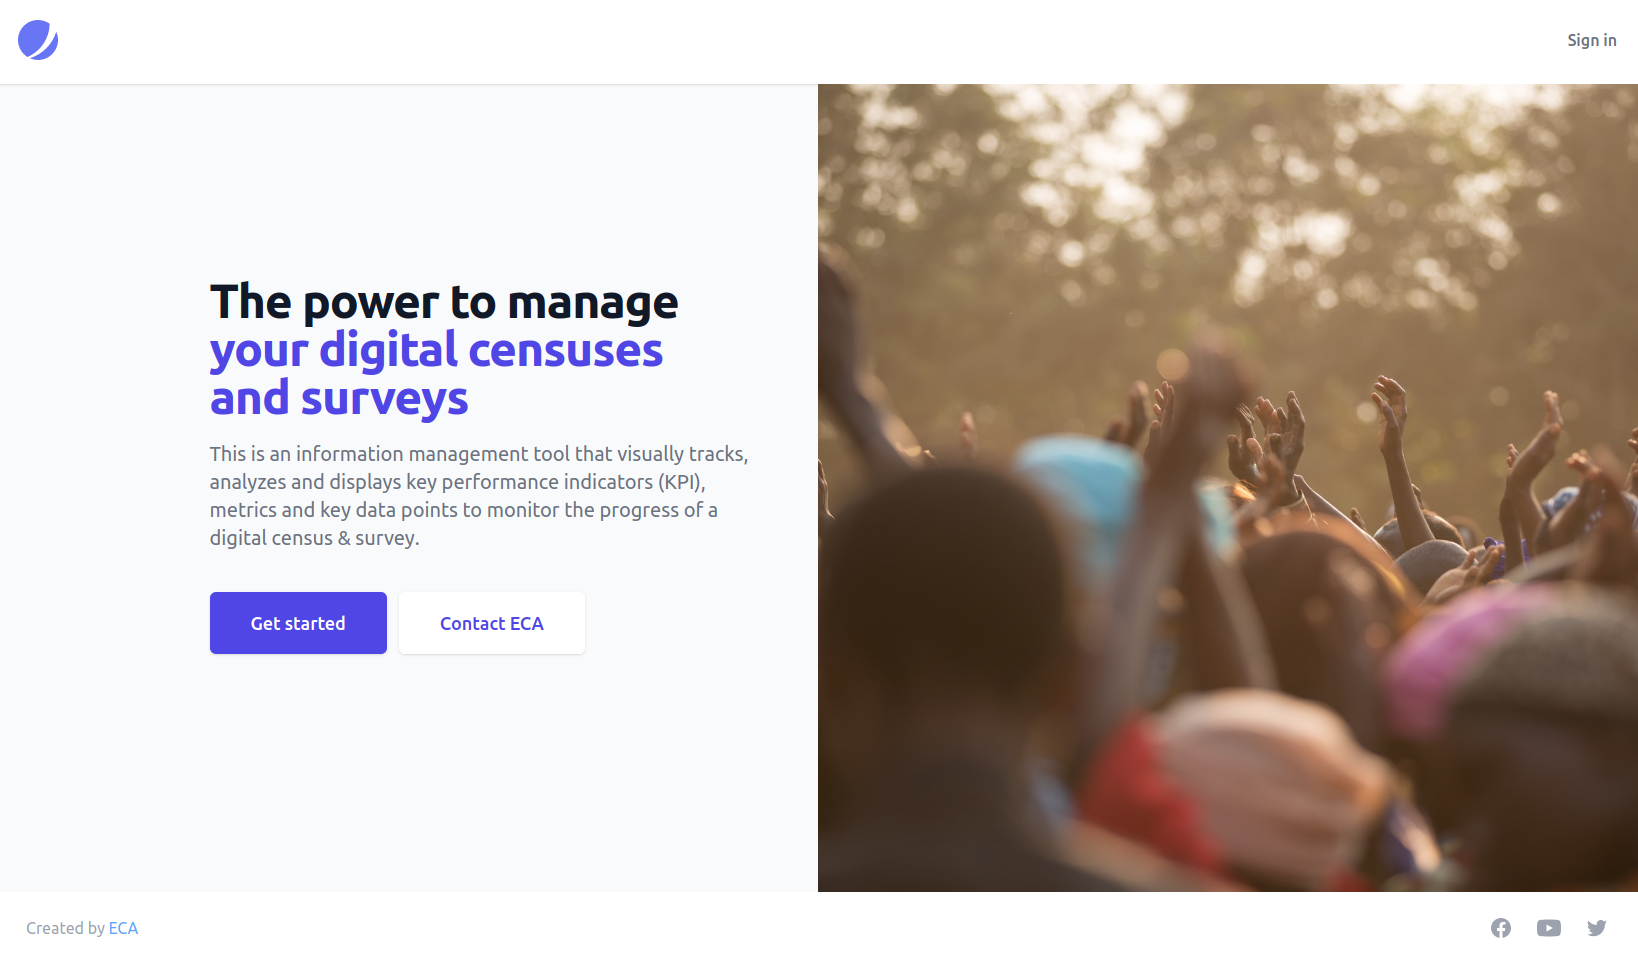 Sign in
The power to manage
your digital censuses
and surveys
This is an information management tool that visually tracks,
analyzes and displays key performance indicators (KPI),
metrics and key data points to monitor the progress of a
digital census & survey.
Get started
Contact ECA
Created by ECA